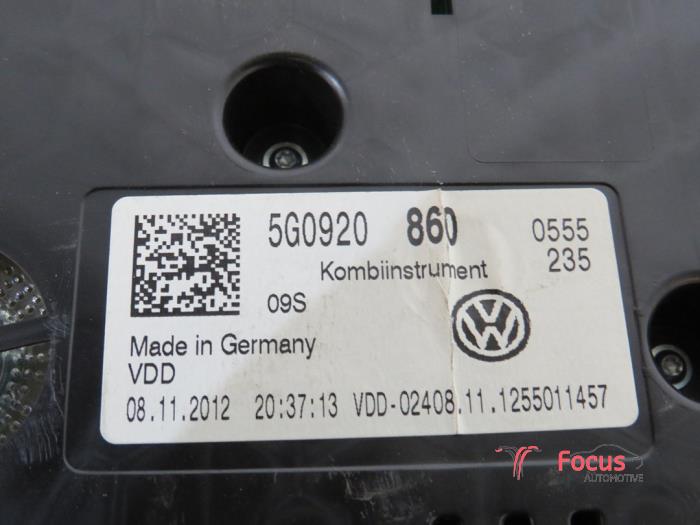 5G0920 860 0555
Kombiinstrument 235
09S
Made in Germany
VDD
08.11.2012 20:37:13 VDD-02408.11.1255011457
Focus
AUTOMOTIVE